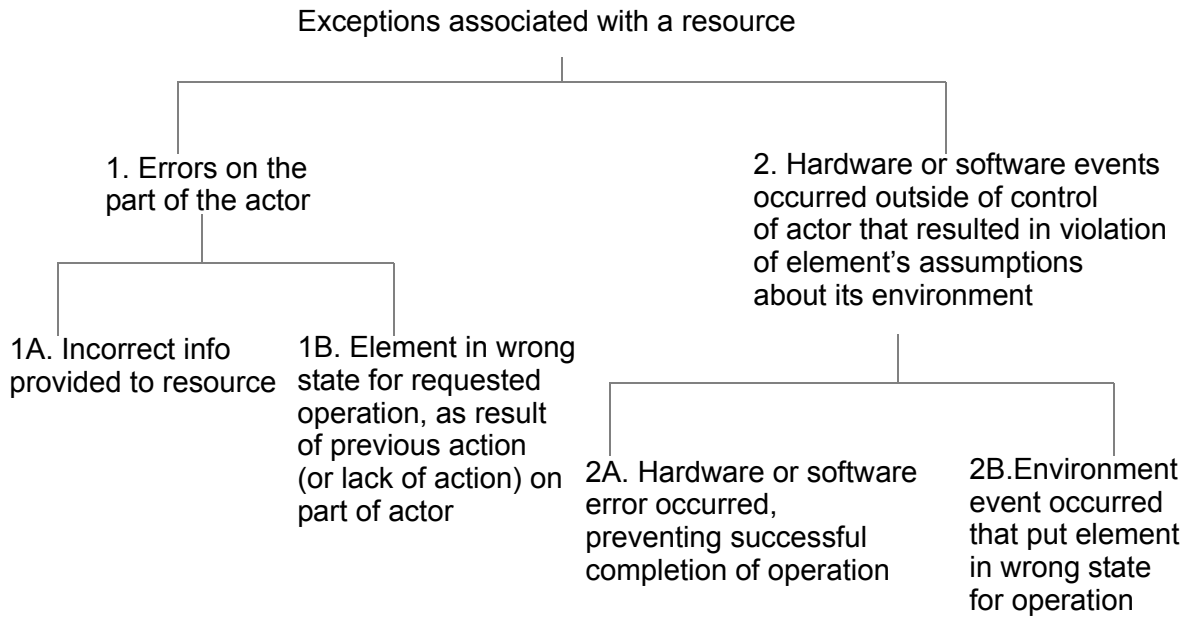 Exceptions associated with a resource
1. Errors on the
part of the actor
2. Hardware or software events
occurred outside of control
of actor that resulted in violation
of element’s assumptions
about its environment
1A. Incorrect info
provided to resource
1B. Element in wrong
state for requested
operation, as result
of previous action
(or lack of action) on
part of actor
2A. Hardware or software
error occurred,
preventing successful
completion of operation
2B.Environment
event occurred
that put element
in wrong state
for operation